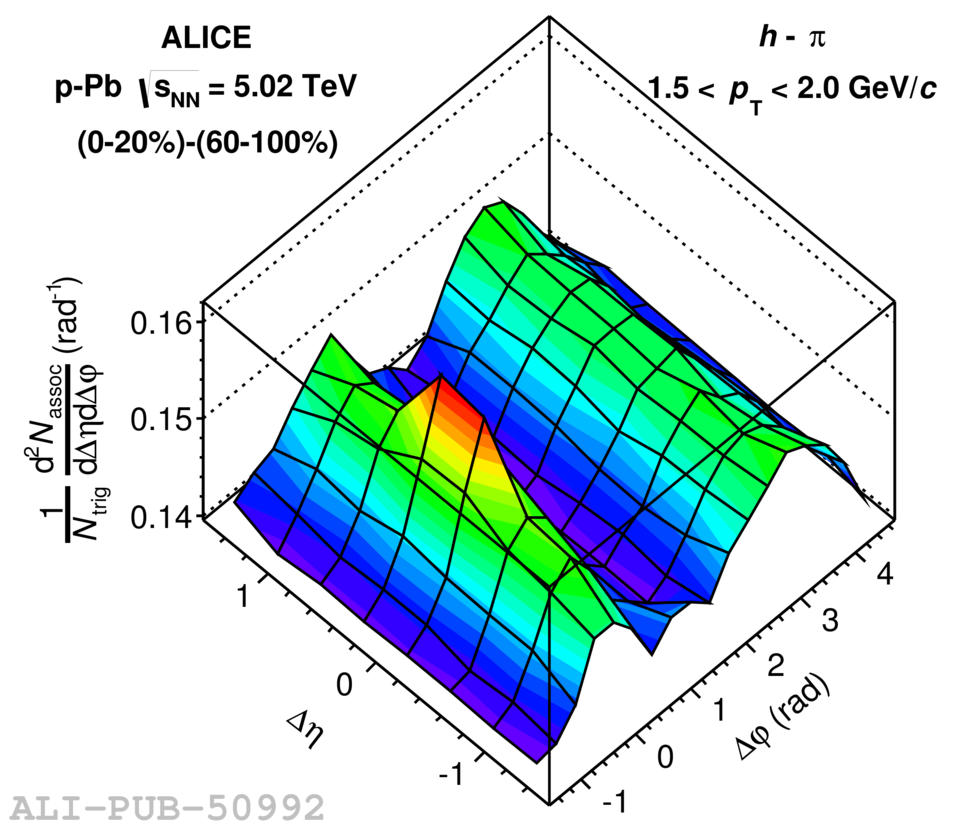 ALICE
p-Pb √sNN = 5.02 TeV
(0-20%)-(60-100%)
h - π
1.5 < pT < 2.0 GeV/c
1/Ntrig d²Nassoc/dΔηdΔφ (rad⁻¹)
0.16
0.15
0.14
1
0
-1
Δη
-1
0
1
2
3
4
Δφ (rad)
ALI-PUB-50992